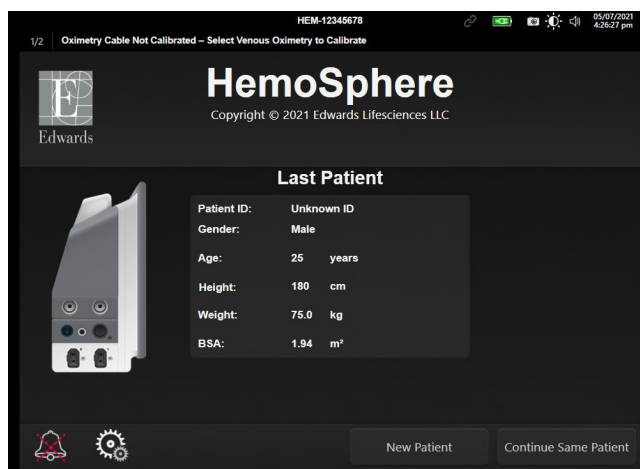 HEM-12345678
05/07/2021
4:26:27 pm
1/2 Oximetry Cable Not Calibrated – Select Venous Oximetry to Calibrate
HemoSphere
Copyright © 2021 Edwards Lifesciences LLC
Edwards
Last Patient
Patient ID: Unknown ID
Gender: Male
Age: 25 years
Height: 180 cm
Weight: 75.0 kg
BSA: 1.94 m²
New Patient
Continue Same Patient